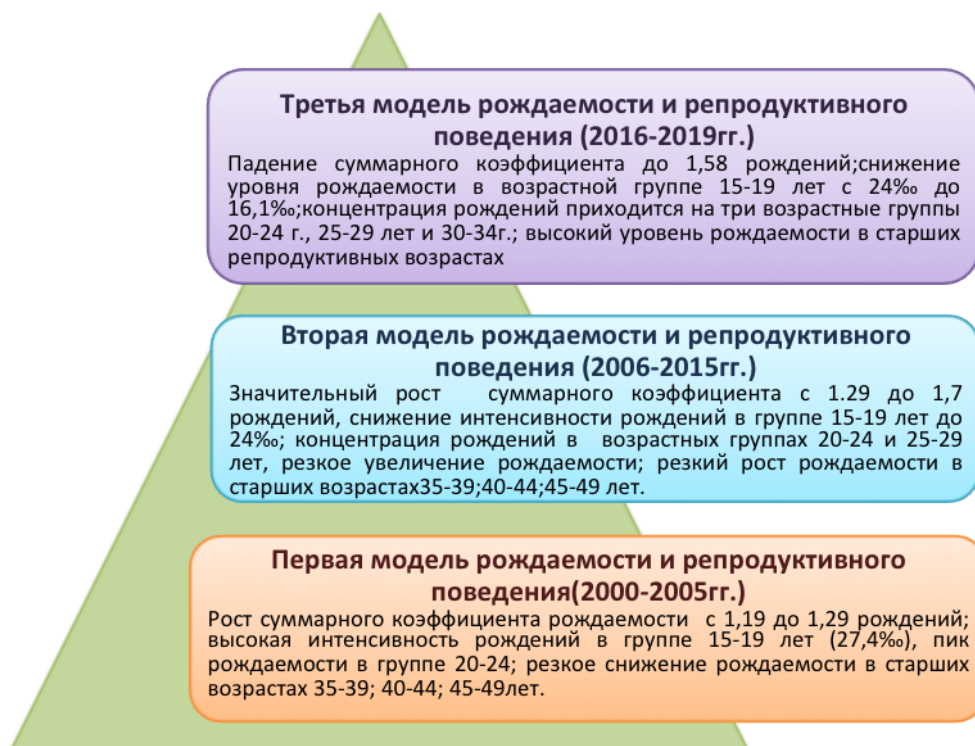 Третья модель рождаемости и репродуктивного
поведения (2016-2019гг.)
Падение суммарного коэффициента до 1,58 рождений;снижение
уровня рождаемости в возрастной группе 15-19 лет с 24‰ до
16,1‰;концентрация рождений приходится на три возрастные группы
20-24 г., 25-29 лет и 30-34г.; высокий уровень рождаемости в старших
репродуктивных возрастах
Вторая модель рождаемости и репродуктивного
поведения (2006-2015гг.)
Значительный рост суммарного коэффициента с 1.29 до 1,7
рождений, снижение интенсивности рождений в группе 15-19 лет до
24‰; концентрация рождений в возрастных группах 20-24 и 25-29
лет, резкое увеличение рождаемости; резкий рост рождаемости в
старших возрастах35-39;40-44;45-49 лет.
Первая модель рождаемости и репродуктивного
поведения(2000-2005гг.)
Рост суммарного коэффициента рождаемости с 1,19 до 1,29 рождений;
высокая интенсивность рождений в группе 15-19 лет (27,4‰), пик
рождаемости в группе 20-24; резкое снижение рождаемости в старших
возрастах 35-39; 40-44; 45-49лет.